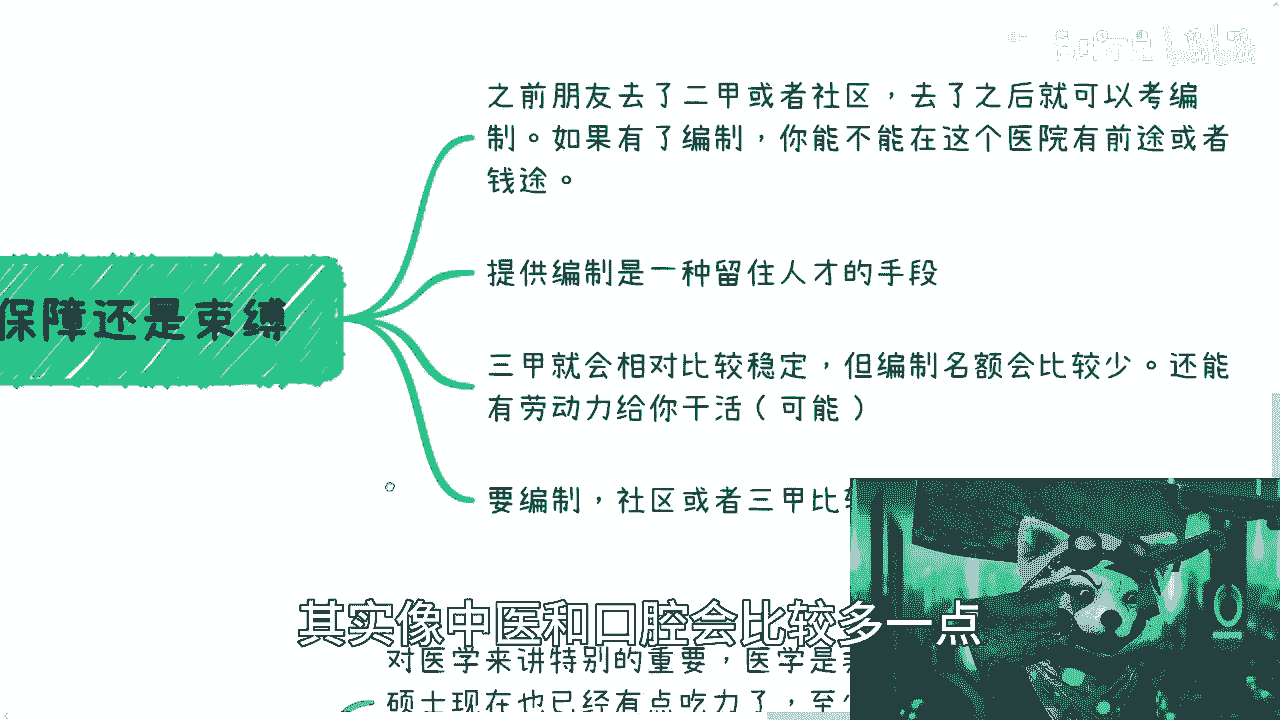 之前朋友去了二甲或者社区，去了之后就可以考编
制。如果有了编制，你能不能在这个医院有前途或者
钱途。
提供编制是一种留住人才的手段
保障还是束缚
三甲就会相对比较稳定，但编制名额会比较少。还能
有劳动力给你干活（可能）
要编制，社区或者三甲比
其实像中医和口腔会比较多一点
对医学来讲特别的重要，医学是
硕士现在也已经有点吃力了，至